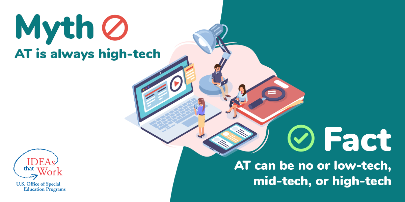 Myth
AT is always high-tech
Fact
AT can be no or low-tech,
mid-tech, or high-tech
IDEA
that
Work
U.S. Office of Special
Education Programs